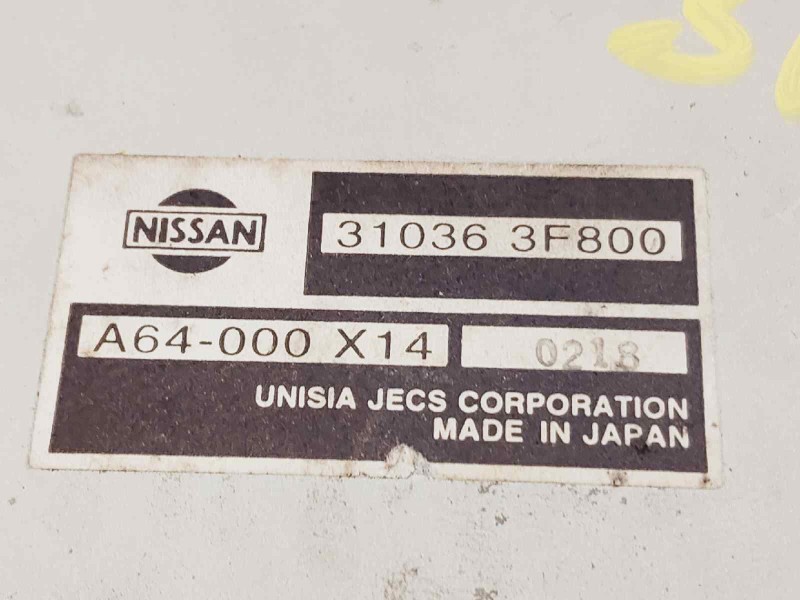 NISSAN
31036 3F800
A64-000 X14
0218
UNISIA JECS CORPORATION
MADE IN JAPAN